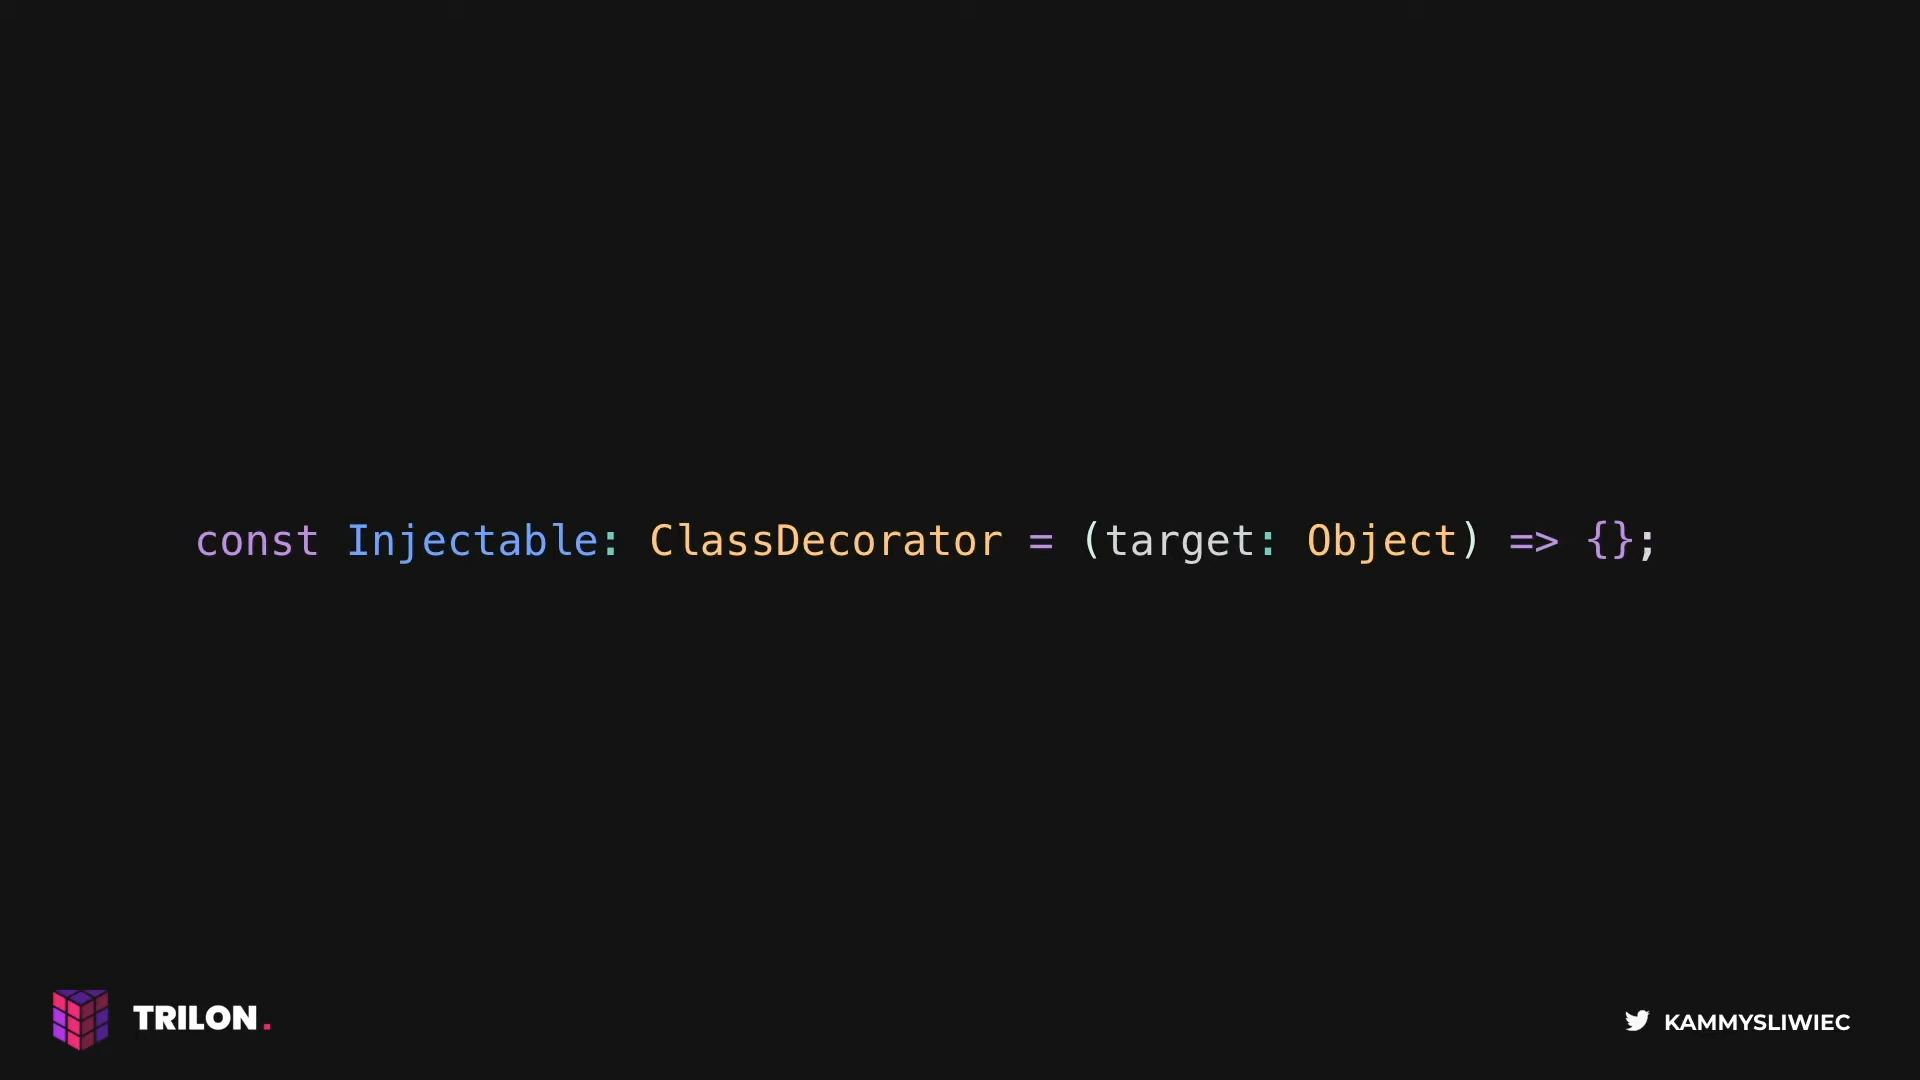 const Injectable: ClassDecorator = (target: Object) => {};
TRILON.
KAMMYSLIWIEC